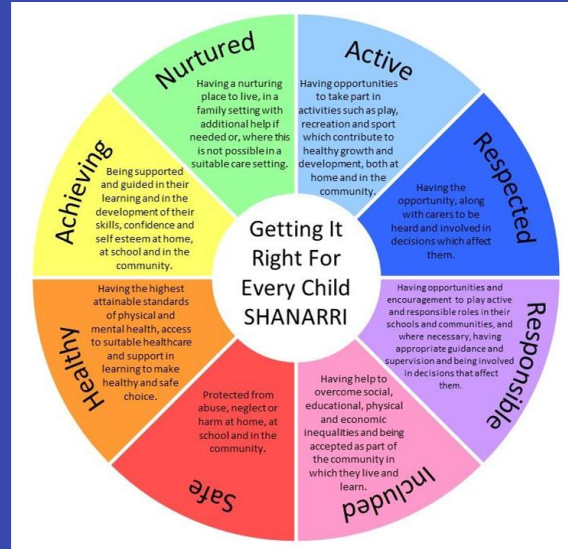 Nurtured
Having a nurturing
place to live, in a
family setting with
additional help if
needed or, where this
is not possible in a
suitable care setting.
Active
Having opportunities
to take part in
activities such as play,
recreation and sport
which contribute to
healthy growth and
development, both at
home and in the
community.
Respected
Having the
opportunity, along
with carers to be
heard and involved in
decisions which affect
them.
Responsible
Having opportunities and
encouragement to play active
and responsible roles in their
schools and communities, and
where necessary, having
appropriate guidance and
supervision and being involved
in decisions that affect
them.
Included
Having help to
overcome social,
educational, physical
and economic
inequalities and being
accepted as part of
the community in
which they live and
learn.
Safe
Protected from
abuse, neglect or
harm at home, at
school and in the
community.
Healthy
Having the highest
attainable standards
of physical and
mental health, access
to suitable healthcare
and support in
learning to make
healthy and safe
choice.
Achieving
Being supported
and guided in their
learning and in the
development of their
skills, confidence and
self esteem at home,
at school and in the
community.
Getting It
Right For
Every Child
SHANARRI